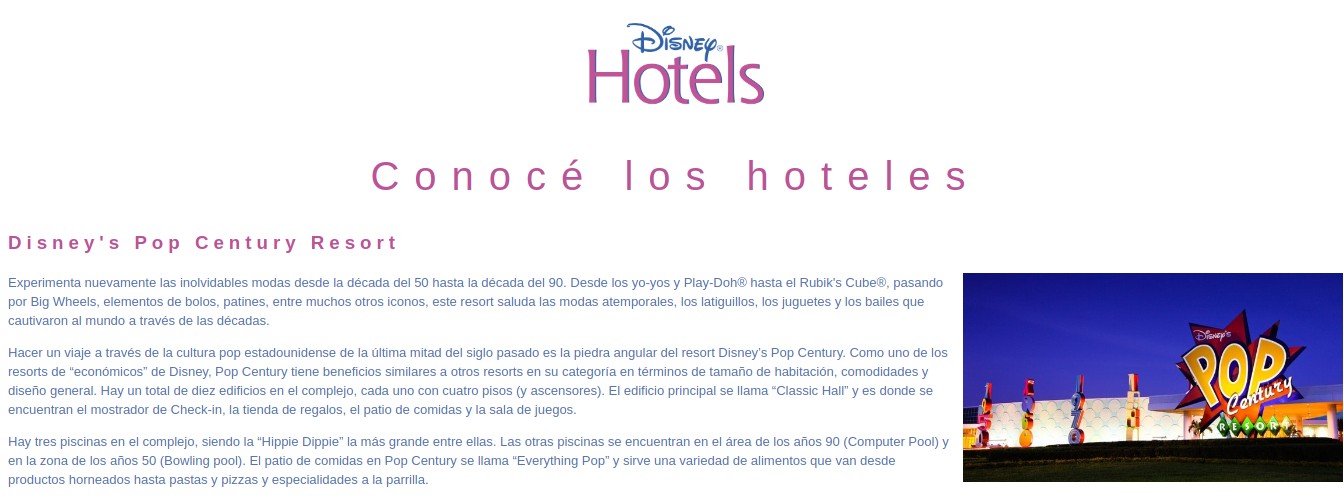 Disney®
Hotels
Conocé los hoteles
Disney's Pop Century Resort
Experimenta nuevamente las inolvidables modas desde la década del 50 hasta la década del 90. Desde los yo-yos y Play-Doh® hasta el Rubik's Cube®, pasando
por Big Wheels, elementos de bolos, patines, entre muchos otros iconos, este resort saluda las modas atemporales, los latiguillos, los juguetes y los bailes que
cautivaron al mundo a través de las décadas.
Hacer un viaje a través de la cultura pop estadounidense de la última mitad del siglo pasado es la piedra angular del resort Disney’s Pop Century. Como uno de los
resorts de “económicos” de Disney, Pop Century tiene beneficios similares a otros resorts en su categoría en términos de tamaño de habitación, comodidades y
diseño general. Hay un total de diez edificios en el complejo, cada uno con cuatro pisos (y ascensores). El edificio principal se llama “Classic Hall” y es donde se
encuentran el mostrador de Check-in, la tienda de regalos, el patio de comidas y la sala de juegos.
Hay tres piscinas en el complejo, siendo la “Hippie Dippie” la más grande entre ellas. Las otras piscinas se encuentran en el área de los años 90 (Computer Pool) y
en la zona de los años 50 (Bowling pool). El patio de comidas en Pop Century se llama “Everything Pop” y sirve una variedad de alimentos que van desde
productos horneados hasta pastas y pizzas y especialidades a la parrilla.
Disney's
POP
Century
RESORT